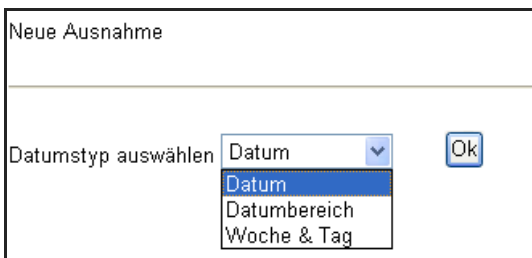 Neue Ausnahme
Datumstyp auswählen Datum Ok
Datum
Datumbereich
Woche & Tag